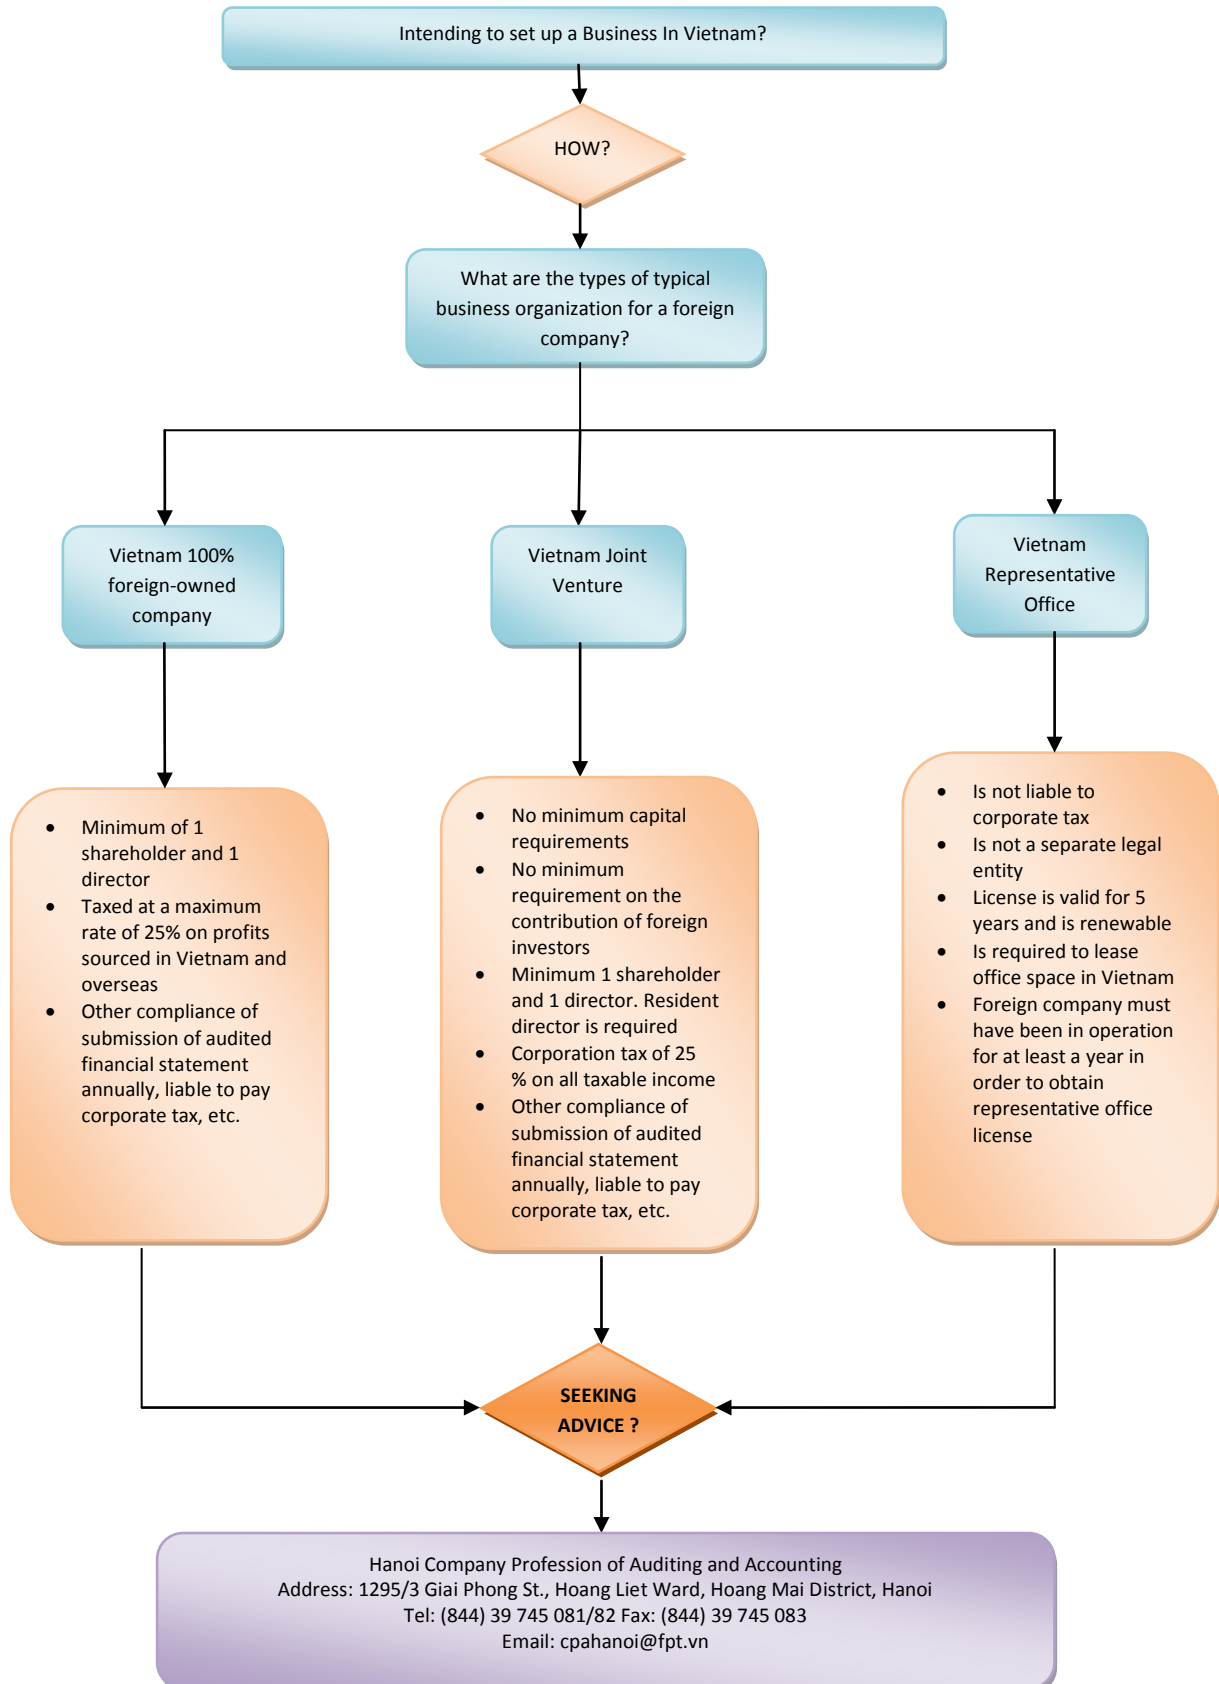 Intending to set up a Business In Vietnam?
HOW?
What are the types of typical
business organization for a foreign
company?
Vietnam 100%
foreign-owned
company
Vietnam Joint
Venture
Vietnam
Representative
Office
• Minimum of 1
shareholder and 1
director
• Taxed at a maximum
rate of 25% on profits
sourced in Vietnam and
overseas
• Other compliance of
submission of audited
financial statement
annually, liable to pay
corporate tax, etc.
• No minimum capital
requirements
• No minimum
requirement on the
contribution of foreign
investors
• Minimum 1 shareholder
and 1 director. Resident
director is required
• Corporation tax of 25
% on all taxable income
• Other compliance of
submission of audited
financial statement
annually, liable to pay
corporate tax, etc.
• Is not liable to
corporate tax
• Is not a separate legal
entity
• License is valid for 5
years and is renewable
• Is required to lease
office space in Vietnam
• Foreign company must
have been in operation
for at least a year in
order to obtain
representative office
license
SEEKING
ADVICE ?
Hanoi Company Profession of Auditing and Accounting
Address: 1295/3 Giai Phong St., Hoang Liet Ward, Hoang Mai District, Hanoi
Tel: (844) 39 745 081/82 Fax: (844) 39 745 083
Email: cpahanoi@fpt.vn